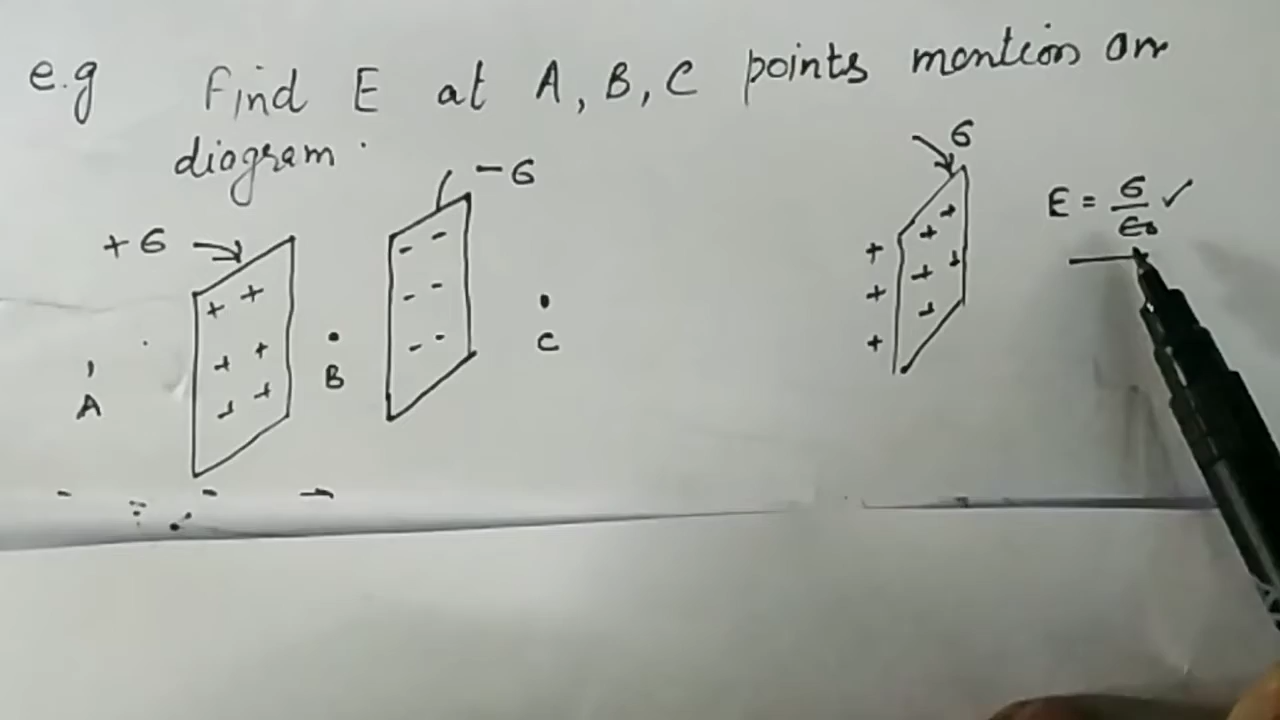 e.g Find E at A, B, C points mention on
diagram.
+σ
-σ
σ
E = σ/ε₀ ✓
+ +
+ +
+ +
- -
- -
- -
A
B
C
+ + +
+ + +
+ +